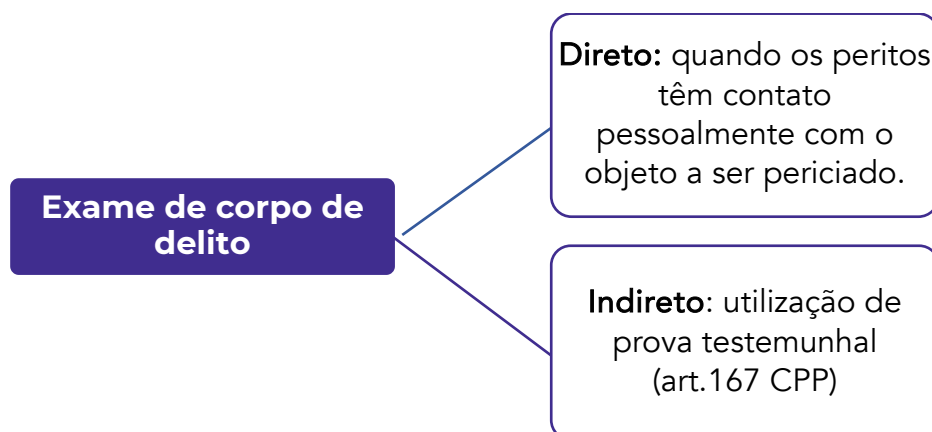 Exame de corpo de
delito
Direto: quando os peritos
têm contato
pessoalmente com o
objeto a ser periciado.
Indireto: utilização de
prova testemunhal
(art.167 CPP)